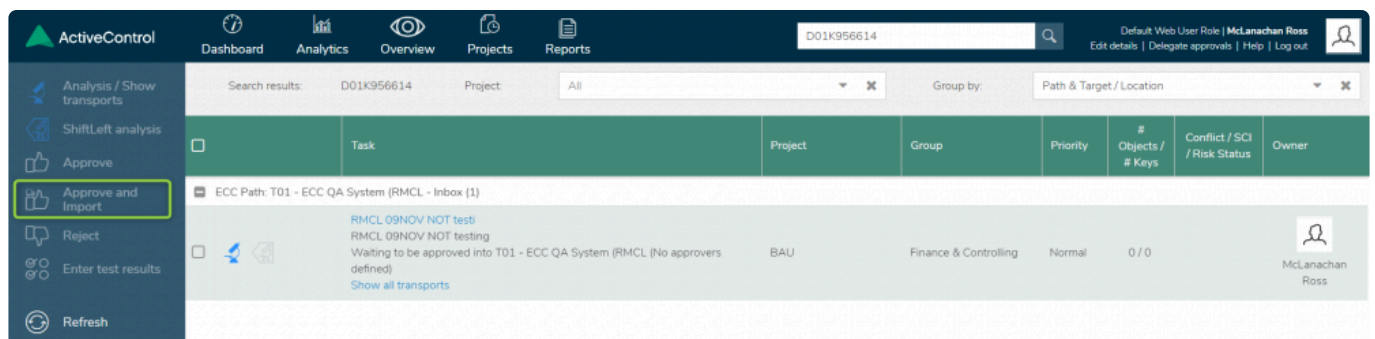 ActiveControl
Dashboard
Analytics
Overview
Projects
Reports
D01K956614
Default Web User Role | McLanachan Ross
Edit details | Delegate approvals | Help | Log out
Analysis / Show
transports
ShiftLeft analysis
Approve
Approve and
Import
Reject
Enter test results
Refresh
Search results: D01K956614 Project: All Group by: Path & Target / Location
Task Project Group Priority # Objects / # Keys Conflict / SCI / Risk Status Owner
ECC Path: T01 - ECC QA System (RMCL - Inbox (1)
RMCL 09NOV NOT testi
RMCL 09NOV NOT testing
Waiting to be approved into T01 - ECC QA System (RMCL (No approvers
defined)
Show all transports
BAU
Finance & Controlling
Normal
0 / 0
McLanachan
Ross